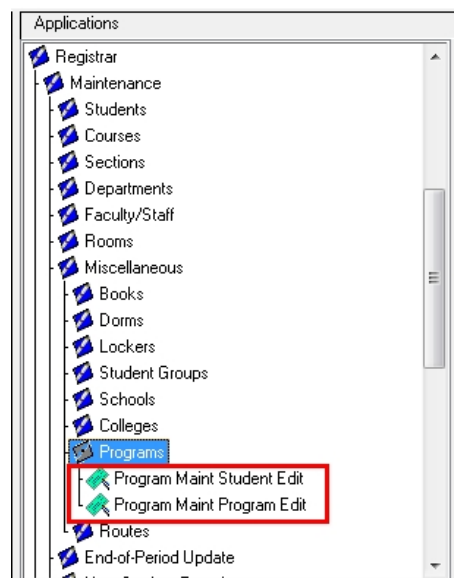 Applications
Registrar
Maintenance
Students
Courses
Sections
Departments
Faculty/Staff
Rooms
Miscellaneous
Books
Dorms
Lockers
Student Groups
Schools
Colleges
Programs
Program Maint Student Edit
Program Maint Program Edit
Routes
End-of-Period Update